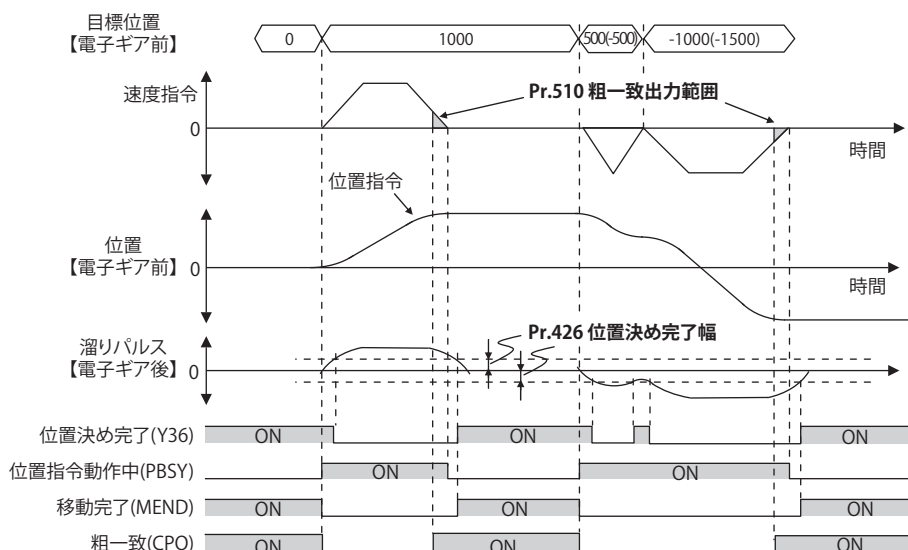 目標位置
【電子ギア前】
0
1000
500(-500)
-1000(-1500)
速度指令
0
Pr.510 粗一致出力範囲
時間
位置指令
位置
【電子ギア前】 0
時間
Pr.426 位置決め完了幅
溜りパルス
【電子ギア後】 0
位置決め完了(Y36) ON ON ON
位置指令動作中(PBSY) ON ON
移動完了(MEND) ON ON ON
粗一致(CPO) ON ON ON